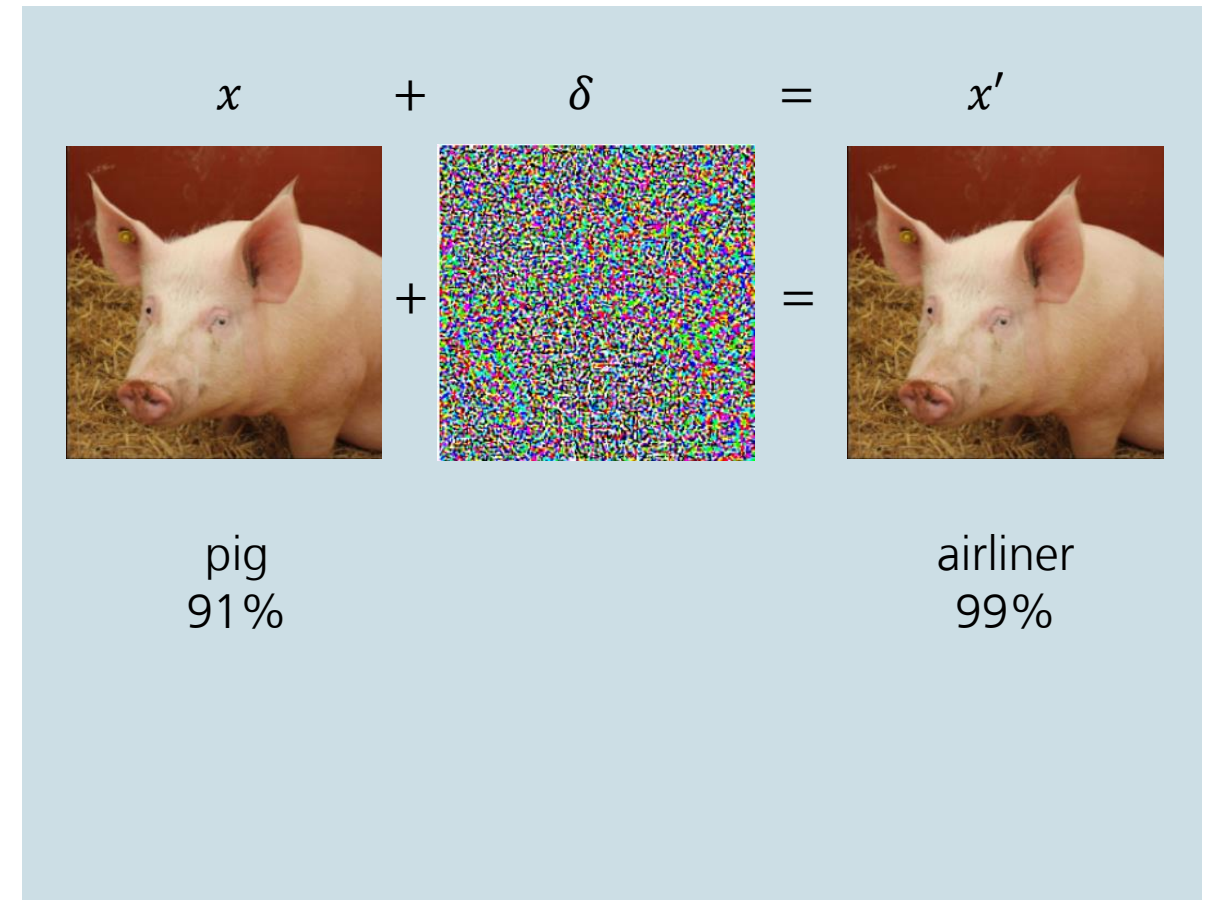 x + δ = x′
+ =
pig
91%
airliner
99%